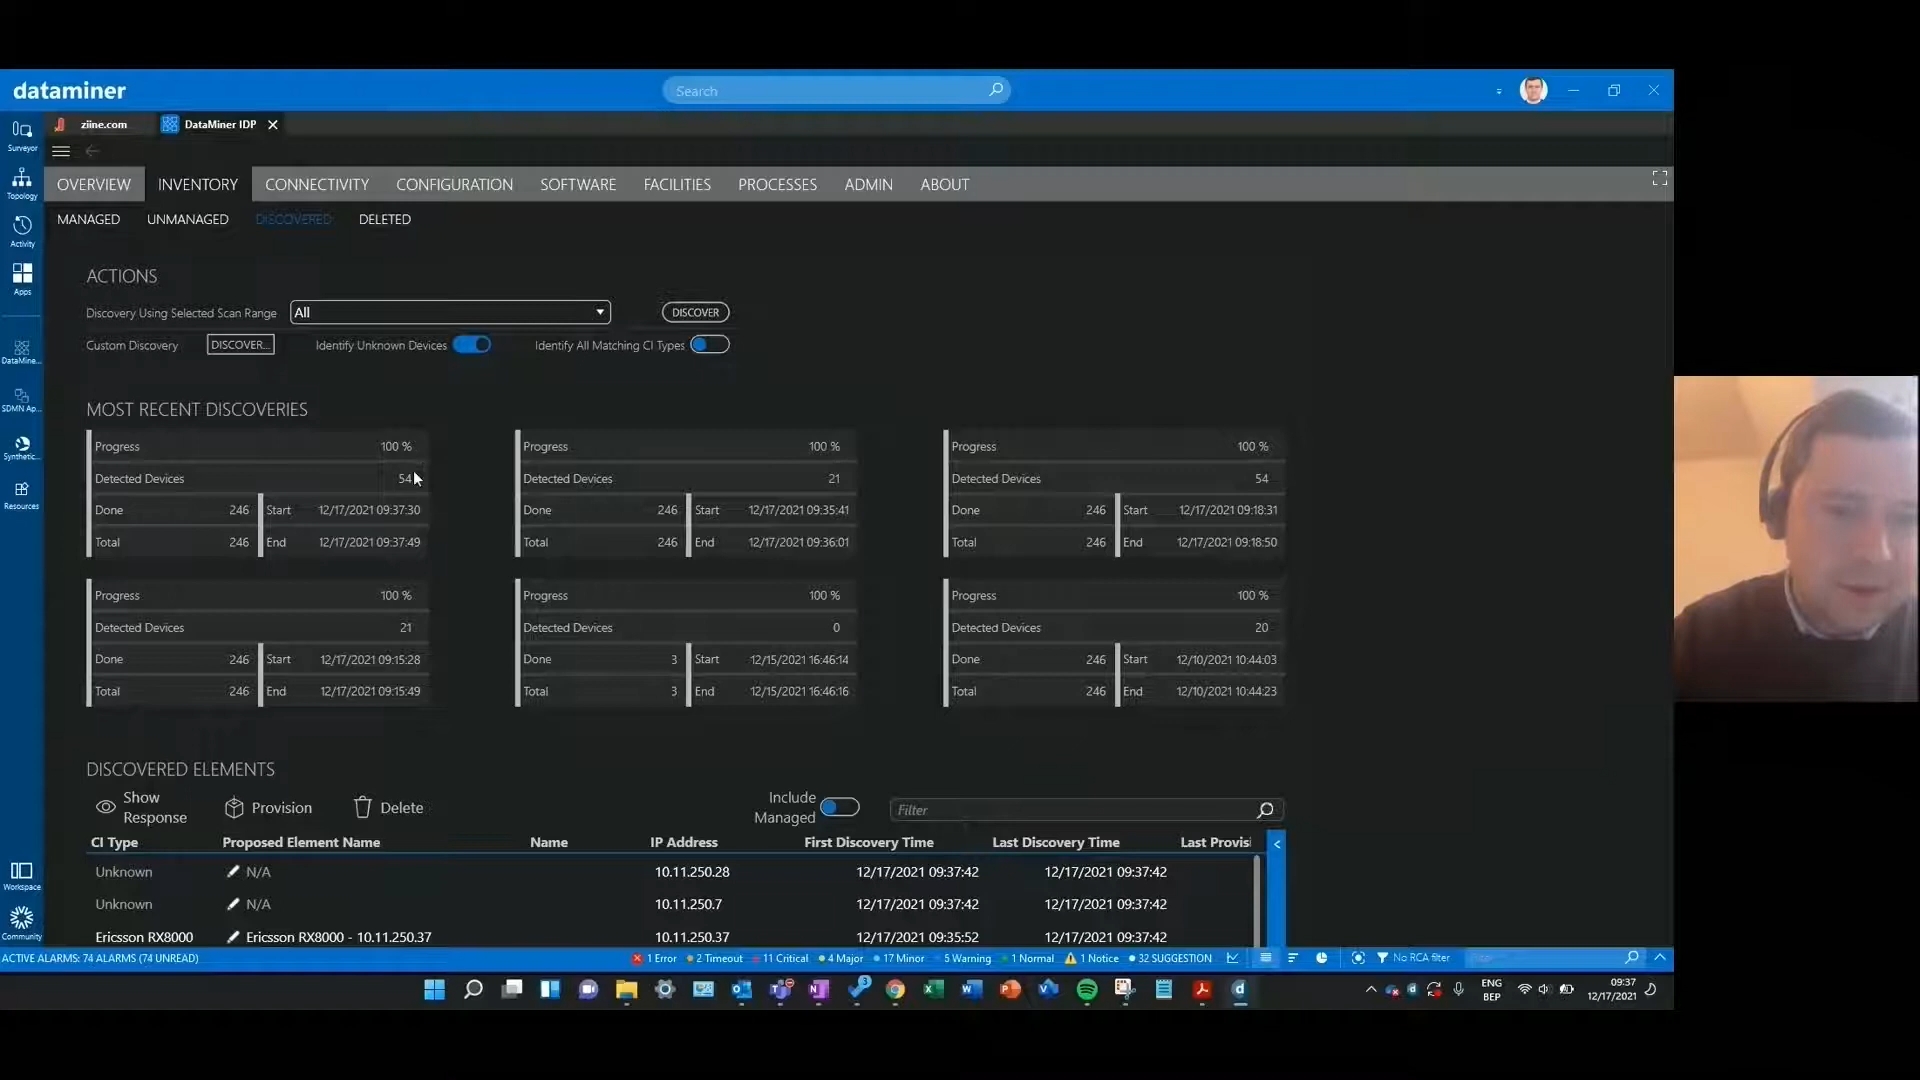 dataminer
Search
Surveyor
ziine.com
DataMiner IDP
Topology
OVERVIEW INVENTORY CONNECTIVITY CONFIGURATION SOFTWARE FACILITIES PROCESSES ADMIN ABOUT
MANAGED UNMANAGED DISCOVERED DELETED
Activity
Apps
ACTIONS
Discovery Using Selected Scan Range All DISCOVER
Custom Discovery DISCOVER... Identify Unknown Devices Identify All Matching CI Types
DataMine...
SDMN Ap...
Synthetic...
Resources
MOST RECENT DISCOVERIES
Progress 100 % Progress 100 % Progress 100 %
Detected Devices 54 Detected Devices 21 Detected Devices 54
Done 246 Start 12/17/2021 09:37:30 Done 246 Start 12/17/2021 09:35:41 Done 246 Start 12/17/2021 09:18:31
Total 246 End 12/17/2021 09:37:49 Total 246 End 12/17/2021 09:36:01 Total 246 End 12/17/2021 09:18:50
Progress 100 % Progress 100 % Progress 100 %
Detected Devices 21 Detected Devices 0 Detected Devices 20
Done 246 Start 12/17/2021 09:15:28 Done 3 Start 12/15/2021 16:46:14 Done 246 Start 12/10/2021 10:44:03
Total 246 End 12/17/2021 09:15:49 Total 3 End 12/15/2021 16:46:16 Total 246 End 12/10/2021 10:44:23
DISCOVERED ELEMENTS
Show Response Provision Delete Include Managed Filter
CI Type Proposed Element Name Name IP Address First Discovery Time Last Discovery Time Last Provisi
Unknown N/A 10.11.250.28 12/17/2021 09:37:42 12/17/2021 09:37:42
Unknown N/A 10.11.250.7 12/17/2021 09:37:42 12/17/2021 09:37:42
Ericsson RX8000 Ericsson RX8000 - 10.11.250.37 10.11.250.37 12/17/2021 09:35:52 12/17/2021 09:37:42
Workspace
Community
ACTIVE ALARMS: 74 ALARMS (74 UNREAD) 1 Error 2 Timeout 11 Critical 4 Major 17 Minor 5 Warning 1 Normal 1 Notice 32 SUGGESTION No RCA filter
ENG 09:37
BEP 12/17/2021